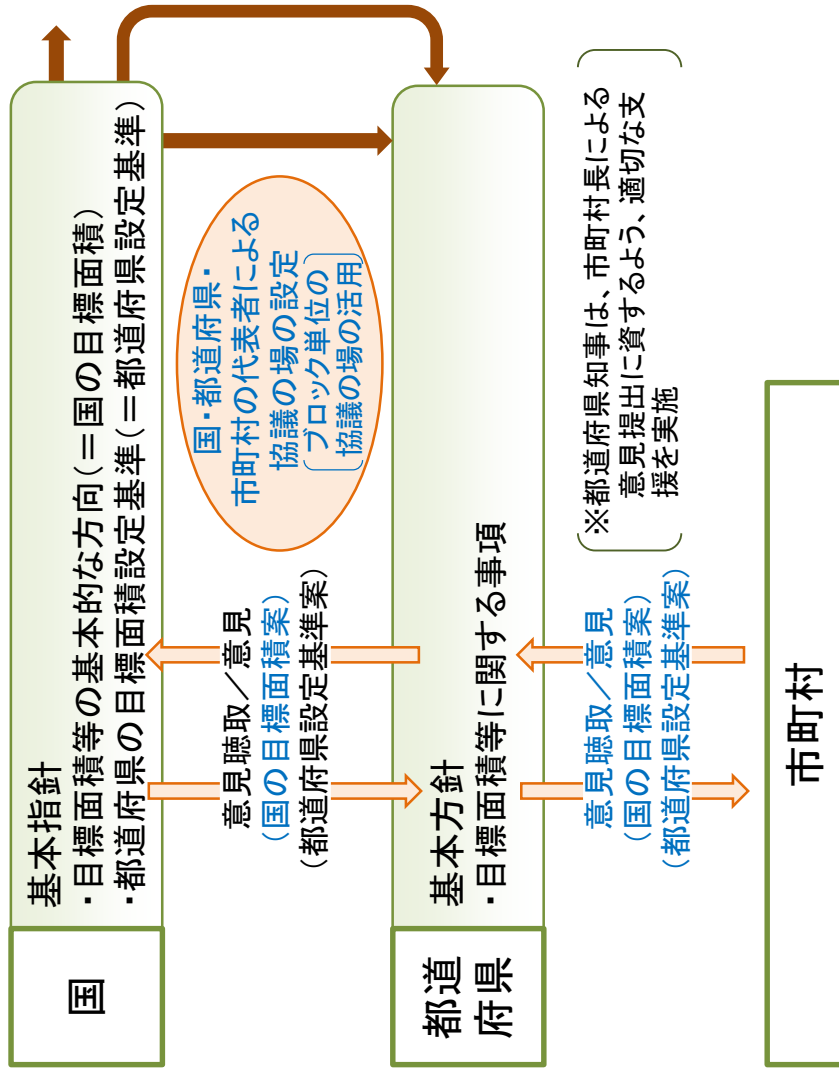 国
基本指針
・目標面積等の基本的な方向(＝国の目標面積)
・都道府県の目標面積設定基準(＝都道府県設定基準)
意見聴取／意見
(国の目標面積案)
(都道府県設定基準案)
国・都道府県・
市町村の代表者による
協議の場の設定
ブロック単位の
協議の場の活用
都道
府県
基本方針
・目標面積等に関する事項
意見聴取／意見
(国の目標面積案)
(都道府県設定基準案)
※都道府県知事は、市町村長による
意見提出に資するよう、適切な支
援を実施
市町村